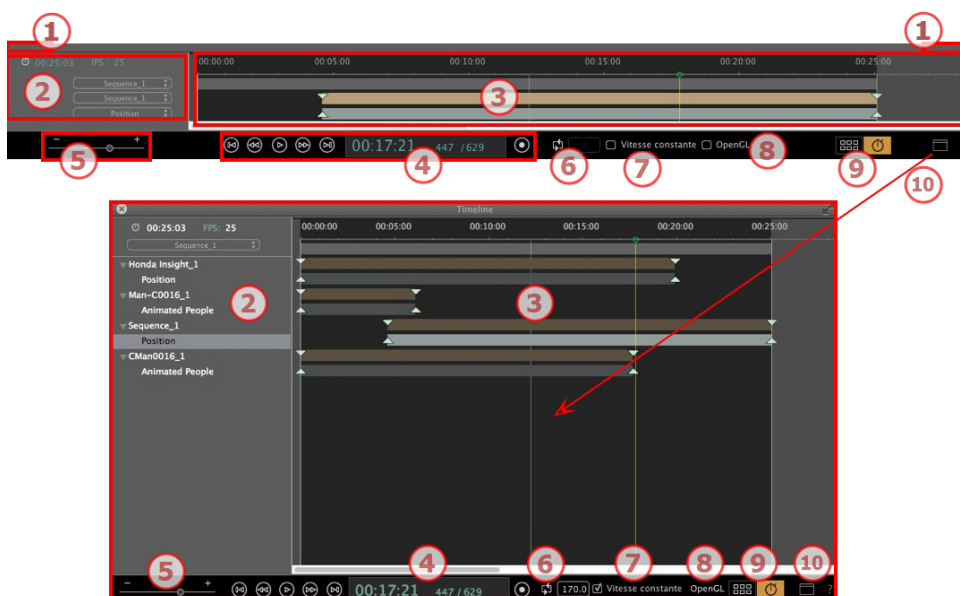 1 1
00:25:03 FPS: 25 00:00:00 00:05:00 00:10:00 00:15:00 00:20:00 00:25:00
Sequence_1
2 3
Sequence_1
Position
5 − + 00:17:21 447 / 629 4 6 7 Vitesse constante OpenGL 8 9 10
Timeline
00:25:03 FPS: 25 00:00:00 00:05:00 00:10:00 00:15:00 00:20:00 00:25:00
Sequence_1
Honda Insight_1
Position
Man-C0016_1 2 3
Animated People
Sequence_1
Position
CMan0016_1
Animated People
5 4 6 7 8 9 10
− + 00:17:21 447 / 629 170.0 Vitesse constante OpenGL ?